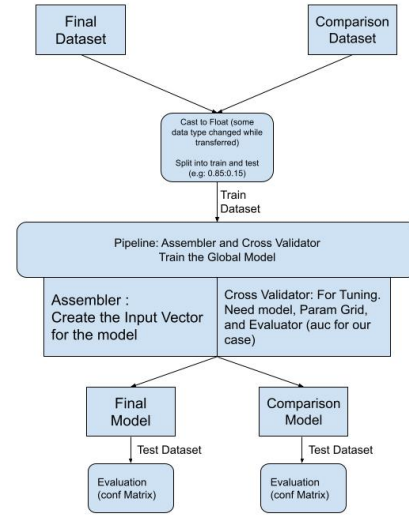 Final
Dataset
Comparison
Dataset
Cast to Float (some
data type changed while
transferred)
Split into train and test
(e.g: 0.85:0.15)
Train
Dataset
Pipeline: Assembler and Cross Validator
Train the Global Model
Assembler :
Create the Input Vector
for the model
Cross Validator: For Tuning.
Need model, Param Grid,
and Evaluator (auc for our
case)
Final
Model
Comparison
Model
Test Dataset
Test Dataset
Evaluation
(conf Matrix)
Evaluation
(conf Matrix)